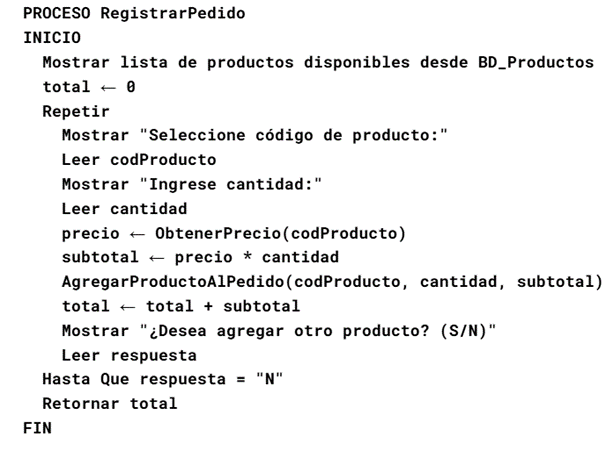 PROCESO RegistrarPedido
INICIO
Mostrar lista de productos disponibles desde BD_Productos
total ← 0
Repetir
Mostrar "Seleccione código de producto:"
Leer codProducto
Mostrar "Ingrese cantidad:"
Leer cantidad
precio ← ObtenerPrecio(codProducto)
subtotal ← precio * cantidad
AgregarProductoAlPedido(codProducto, cantidad, subtotal)
total ← total + subtotal
Mostrar "¿Desea agregar otro producto? (S/N)"
Leer respuesta
Hasta Que respuesta = "N"
Retornar total
FIN